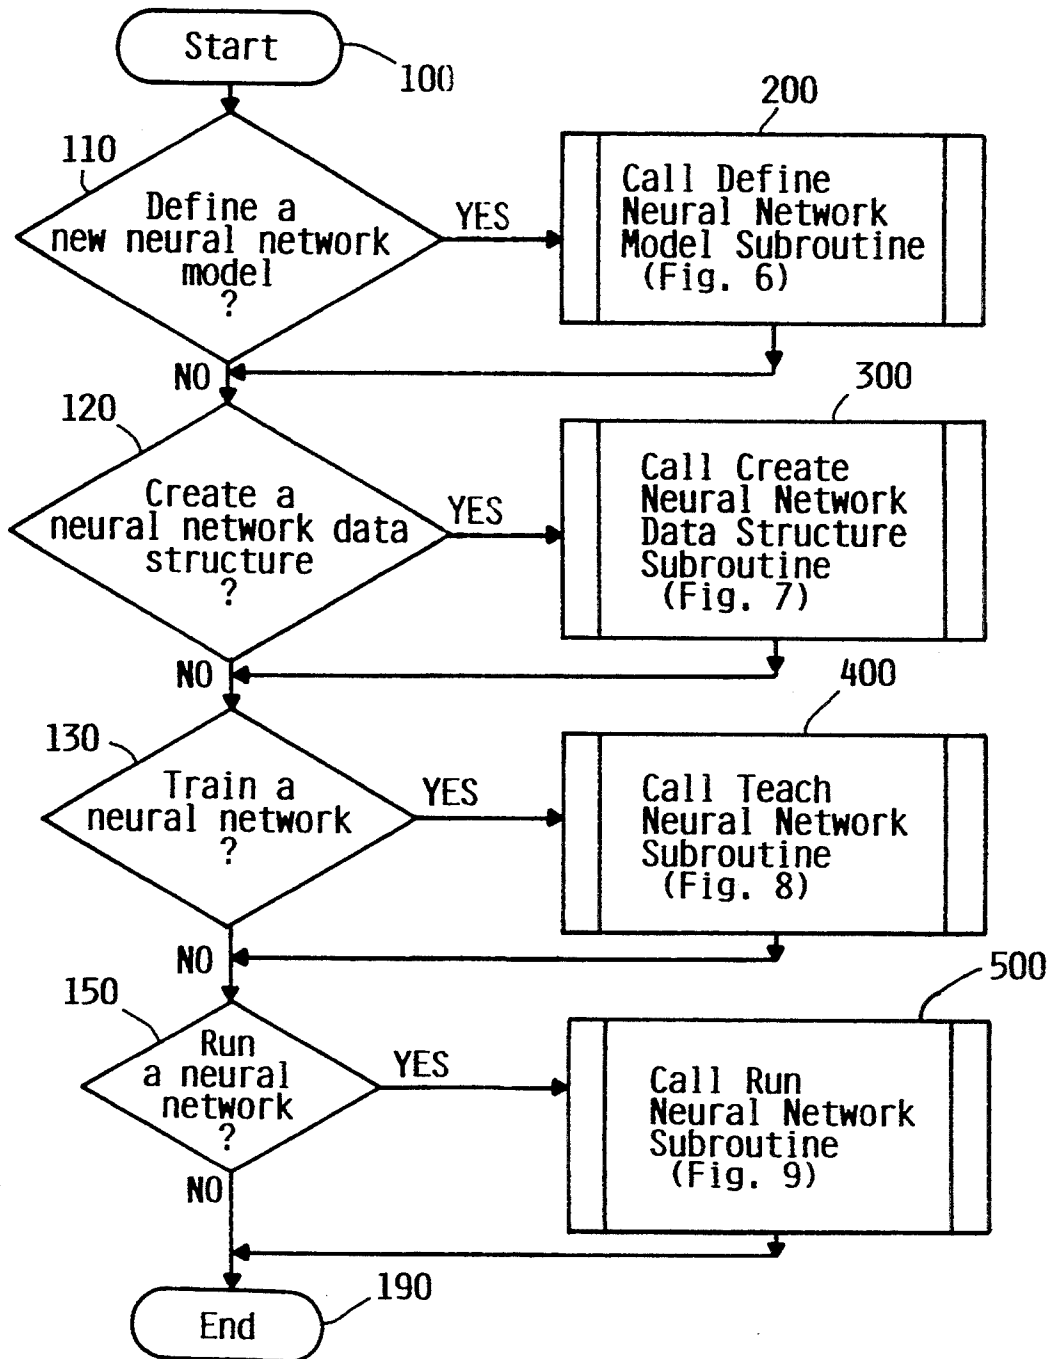 Start
100
110
Define a
new neural network
model
?
YES
200
Call Define
Neural Network
Model Subroutine
(Fig. 6)
NO
120
Create a
neural network data
structure
?
YES
300
Call Create
Neural Network
Data Structure
Subroutine
(Fig. 7)
NO
130
Train a
neural network
?
YES
400
Call Teach
Neural Network
Subroutine
(Fig. 8)
NO
150
Run
a neural
network
?
YES
500
Call Run
Neural Network
Subroutine
(Fig. 9)
NO
190
End